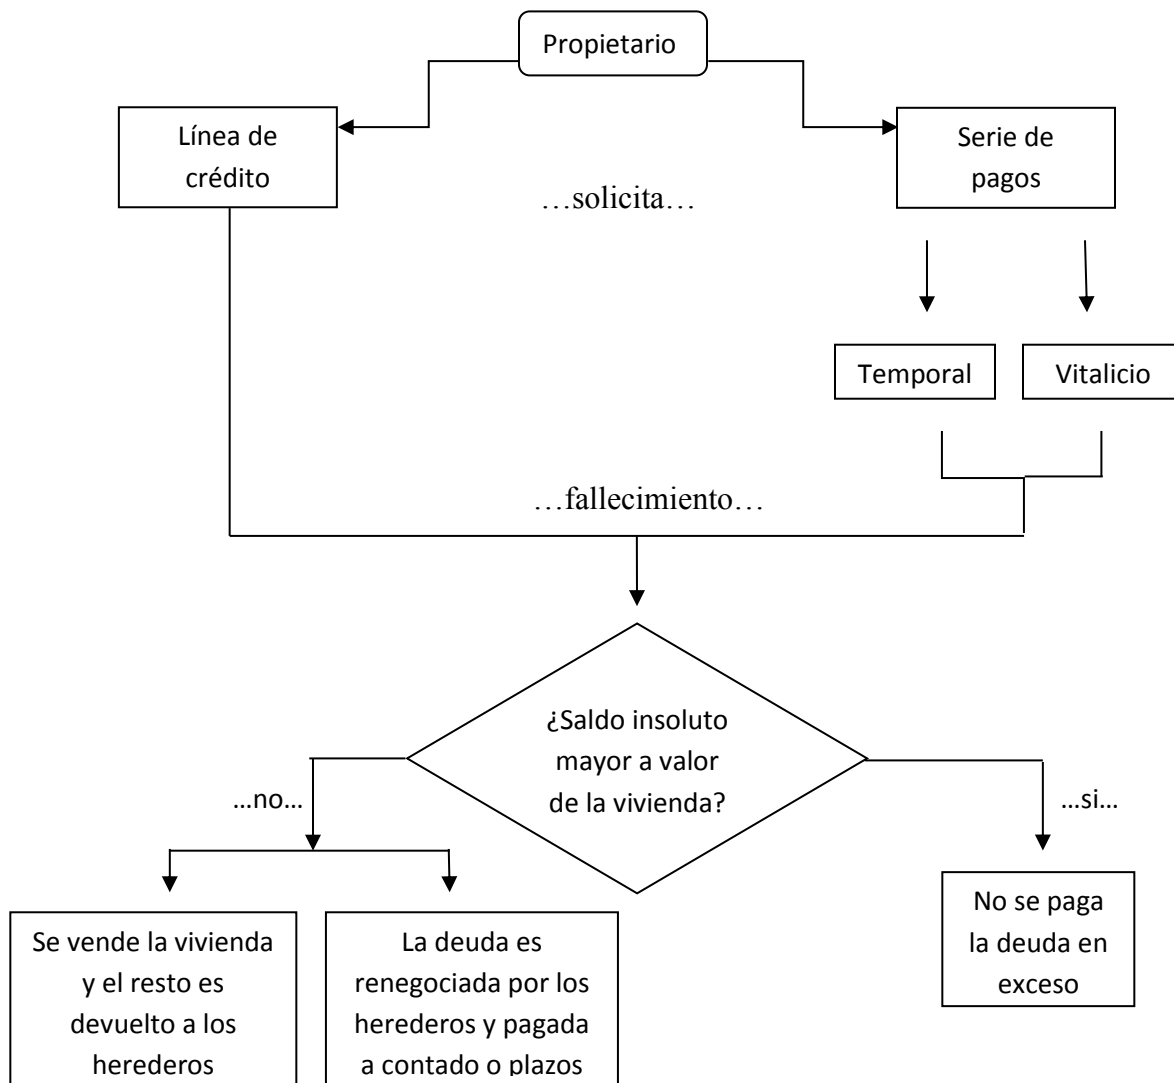 Propietario
Línea de
crédito
Serie de
pagos
…solicita…
Temporal
Vitalicio
…fallecimiento…
¿Saldo insoluto
mayor a valor
de la vivienda?
…no…
…si…
Se vende la vivienda
y el resto es
devuelto a los
herederos
La deuda es
renegociada por los
herederos y pagada
a contado o plazos
No se paga
la deuda en
exceso